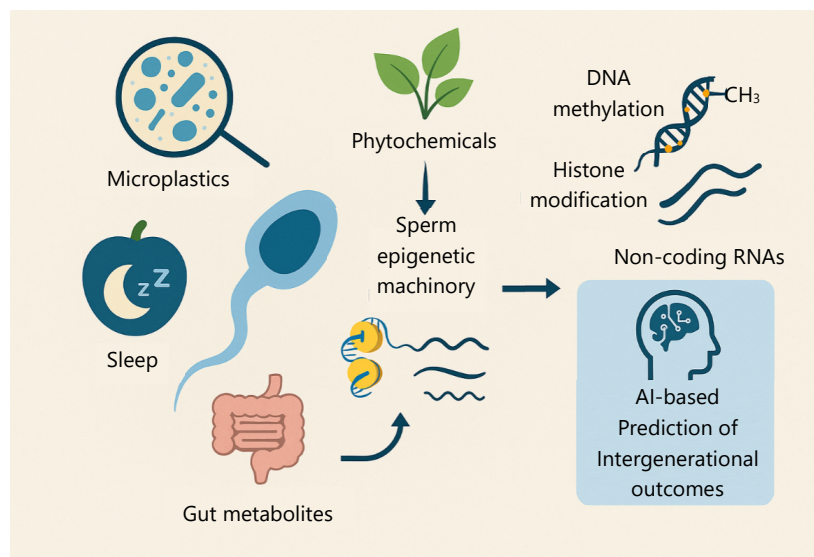 Microplastics
Phytochemicals
DNA
methylation
CH₃
Histone
modification
Sperm
epigenetic
machinory
Non-coding RNAs
z Z
Sleep
Gut metabolites
AI-based
Prediction of
Intergenerational
outcomes